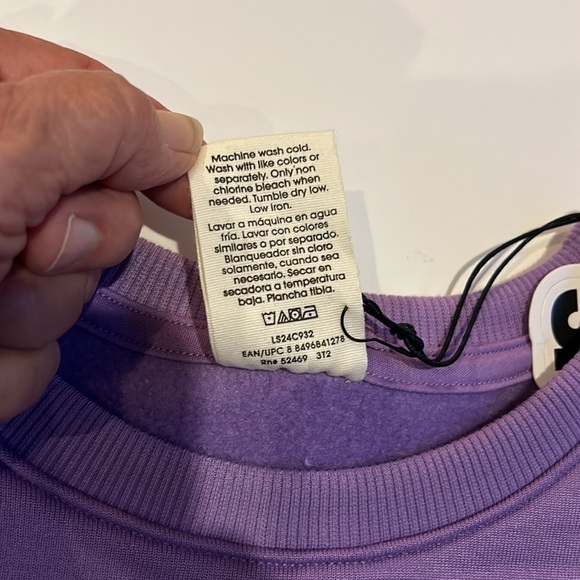 Machine wash cold.
Wash with like colors or
separately. Only non
chlorine bleach when
needed. Tumble dry low.
Low iron.
Lavar a máquina en agua
fría. Lavar con colores
similares o por separado.
Blanqueador sin cloro
solamente, cuando sea
necesario. Secar en
secadora a temperatura
baja. Plancha tibia.
LS24C932
EAN/UPC 8 8496841278
Rn# 52469 3T2